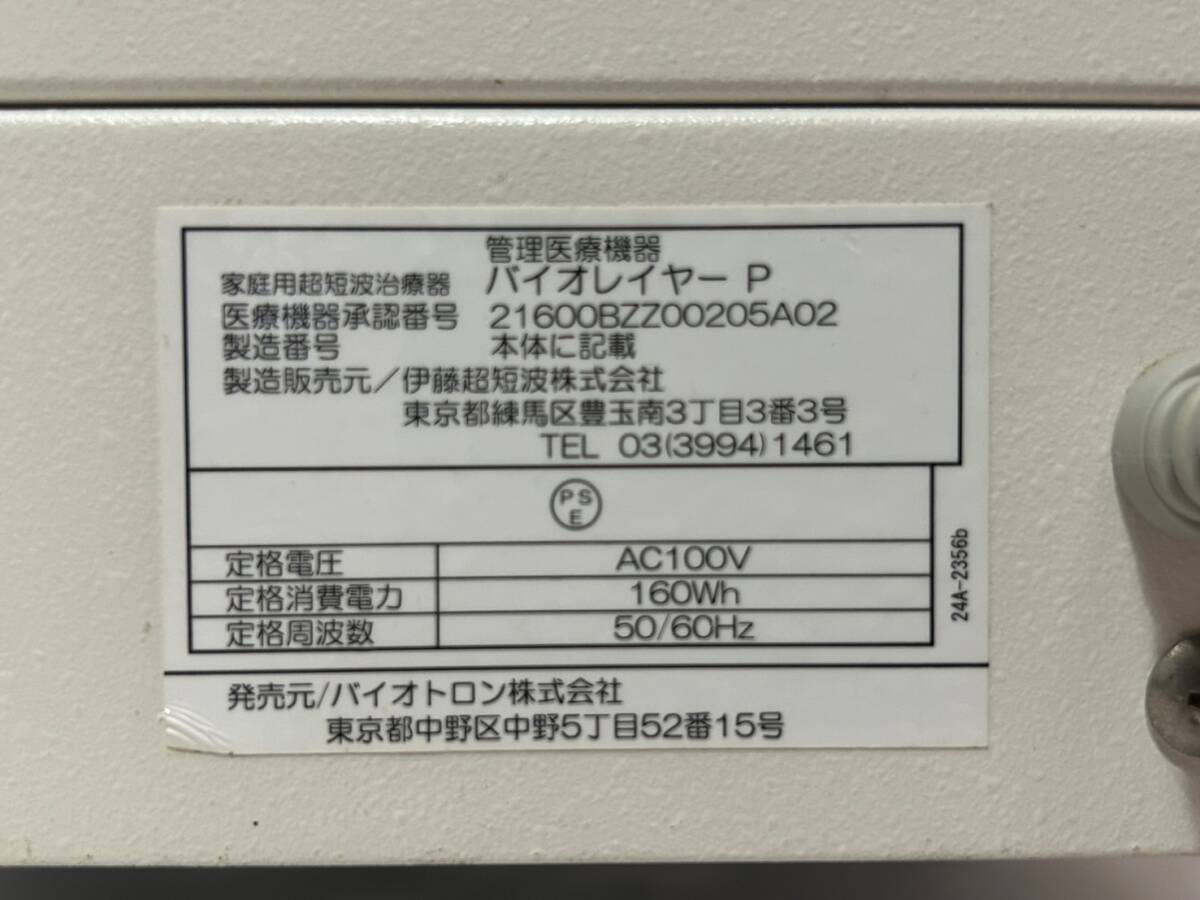 管理医療機器
家庭用超短波治療器 バイオレイヤー P
医療機器承認番号 21600BZZ00205A02
製造番号 本体に記載
製造販売元/伊藤超短波株式会社
東京都練馬区豊玉南3丁目3番3号
TEL 03(3994)1461
PS
E
定格電圧 AC100V
定格消費電力 160Wh
定格周波数 50/60Hz
24A-2356b
発売元/バイオトロン株式会社
東京都中野区中野5丁目52番15号